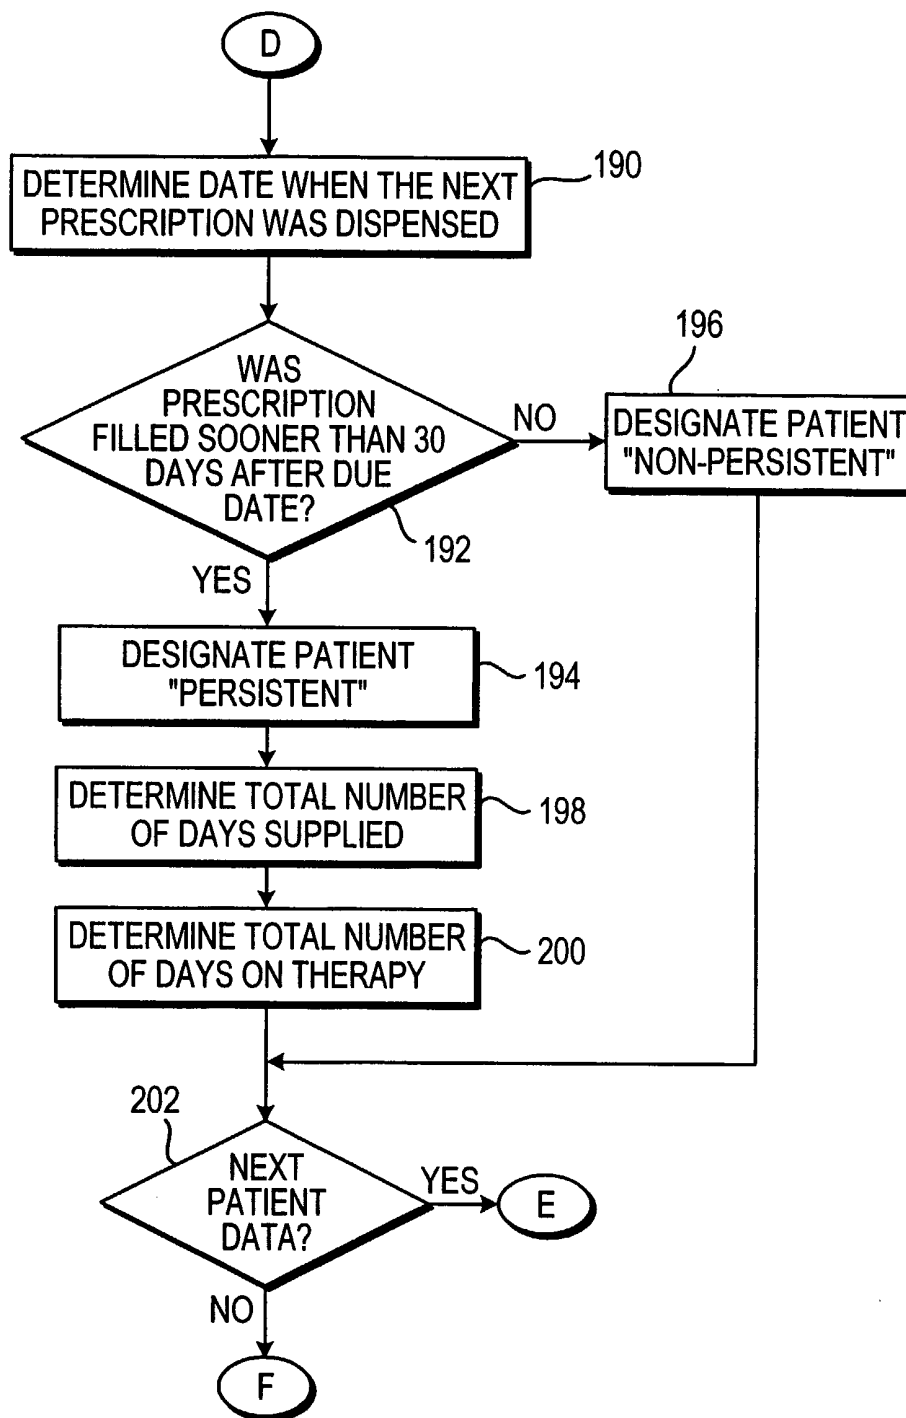 D
DETERMINE DATE WHEN THE NEXT
PRESCRIPTION WAS DISPENSED
190
WAS
PRESCRIPTION
FILLED SOONER THAN 30
DAYS AFTER DUE
DATE?
192
NO
196
DESIGNATE PATIENT
"NON-PERSISTENT"
YES
DESIGNATE PATIENT
"PERSISTENT"
194
DETERMINE TOTAL NUMBER
OF DAYS SUPPLIED
198
DETERMINE TOTAL NUMBER
OF DAYS ON THERAPY
200
202
NEXT
PATIENT
DATA?
YES
E
NO
F